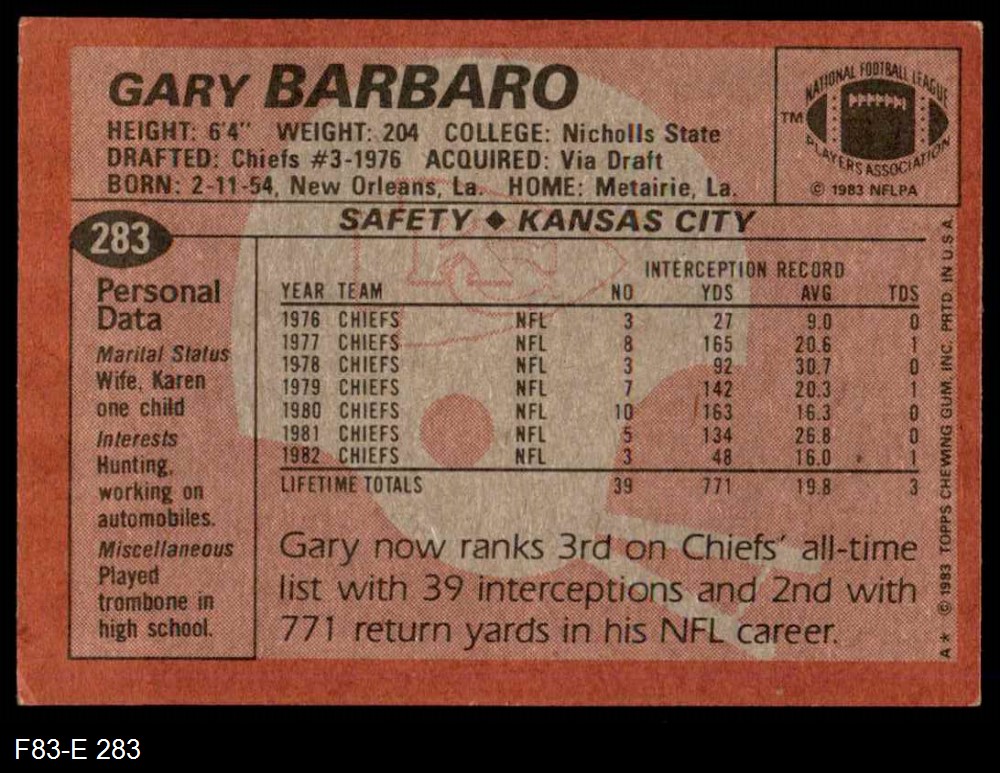 GARY BARBARO
HEIGHT: 6'4" WEIGHT: 204 COLLEGE: Nicholls State
DRAFTED: Chiefs #3-1976 ACQUIRED: Via Draft
BORN: 2-11-54, New Orleans, La. HOME: Metairie, La.
NATIONAL FOOTBALL LEAGUE
TM
PLAYERS ASSOCIATION
© 1983 NFLPA
SAFETY ◆ KANSAS CITY
283
Personal
Data
Marital Status
Wife, Karen
one child
Interests
Hunting,
working on
automobiles.
Miscellaneous
Played
trombone in
high school.
INTERCEPTION RECORD
YEAR TEAM NO YDS AVG TDS
1976 CHIEFS NFL 3 27 9.0 0
1977 CHIEFS NFL 8 165 20.6 1
1978 CHIEFS NFL 3 92 30.7 0
1979 CHIEFS NFL 7 142 20.3 1
1980 CHIEFS NFL 10 163 16.3 0
1981 CHIEFS NFL 5 134 26.8 0
1982 CHIEFS NFL 3 48 16.0 1
LIFETIME TOTALS 39 771 19.8 3
Gary now ranks 3rd on Chiefs' all-time
list with 39 interceptions and 2nd with
771 return yards in his NFL career.
A* © 1983 TOPPS CHEWING GUM, INC. PRTD. IN U.S.A.
KC
F83-E 283